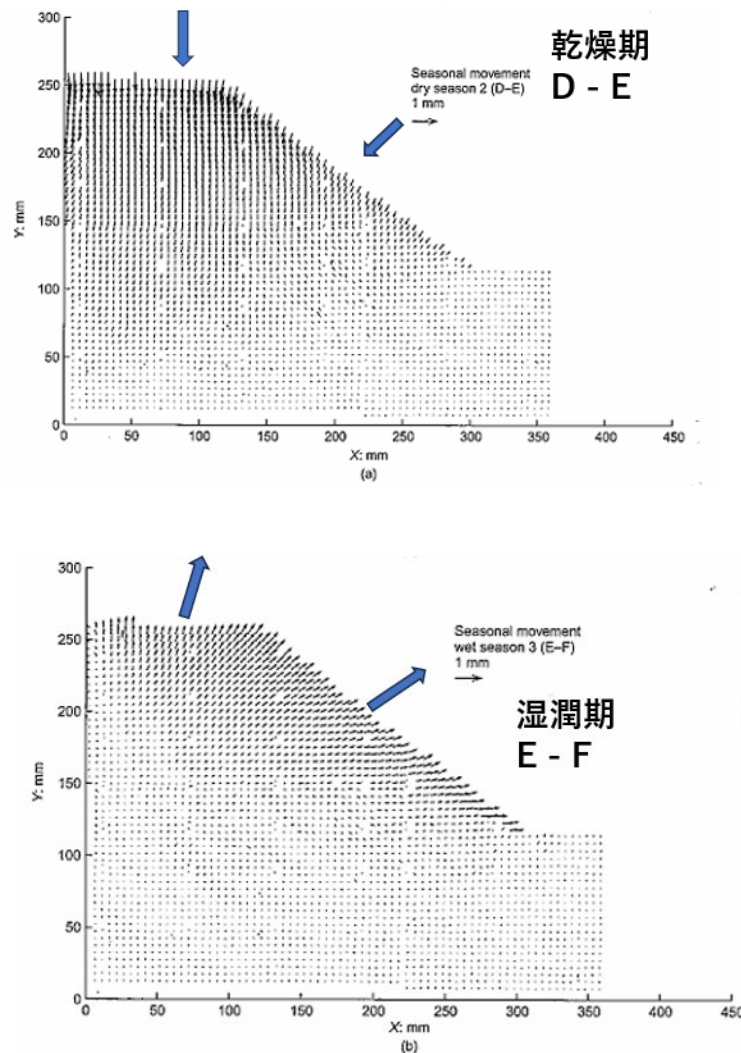 乾燥期
D - E
Seasonal movement
dry season 2 (D–E)
1 mm
300
250
200
150
100
50
0
Y: mm
0 50 100 150 200 250 300 350 400 450
X: mm
(a)
湿潤期
E - F
Seasonal movement
wet season 3 (E–F)
1 mm
300
250
200
150
100
50
0
Y: mm
0 50 100 150 200 250 300 350 400 450
X: mm
(b)